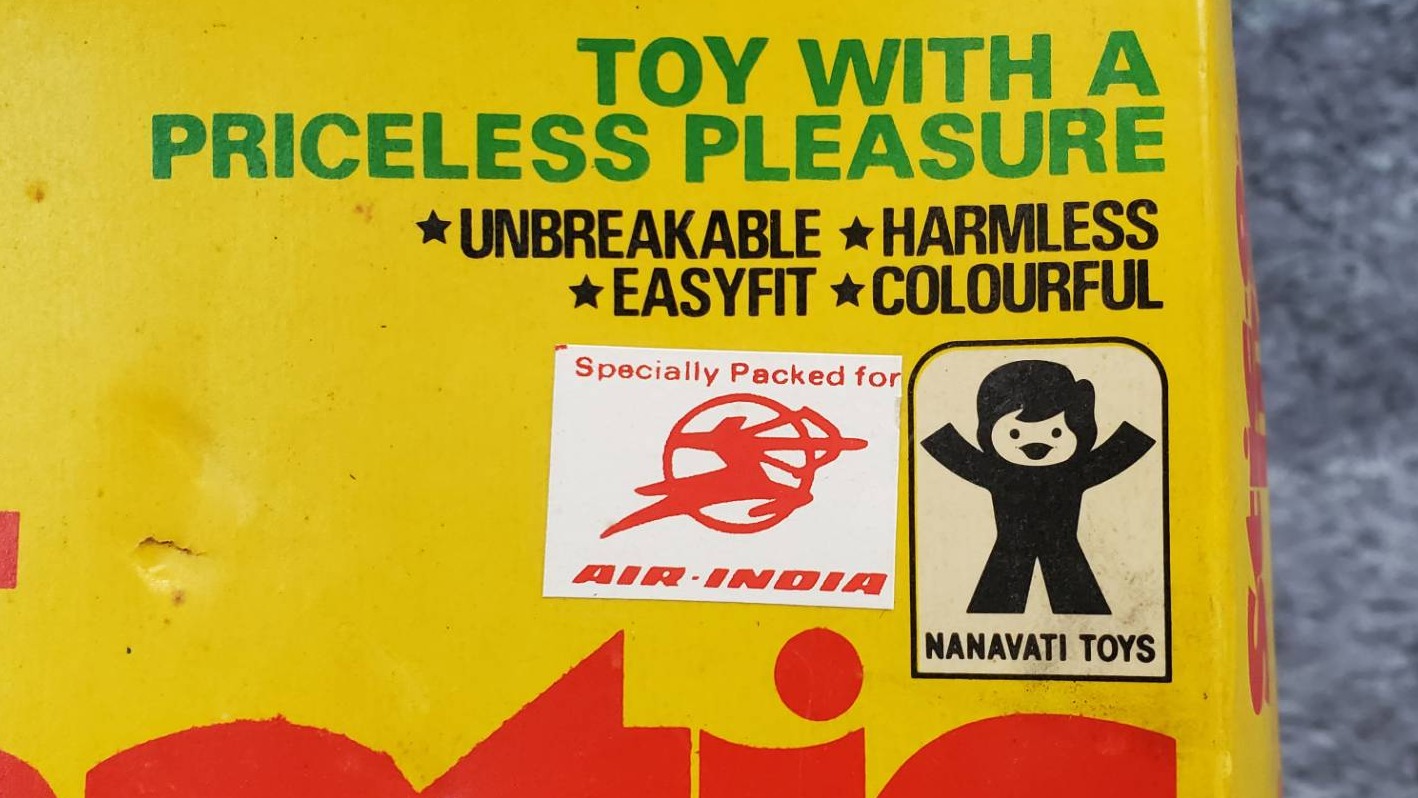 TOY WITH A
PRICELESS PLEASURE
★UNBREAKABLE ★HARMLESS
★EASYFIT ★COLOURFUL
Specially Packed for
AIR-INDIA
NANAVATI TOYS